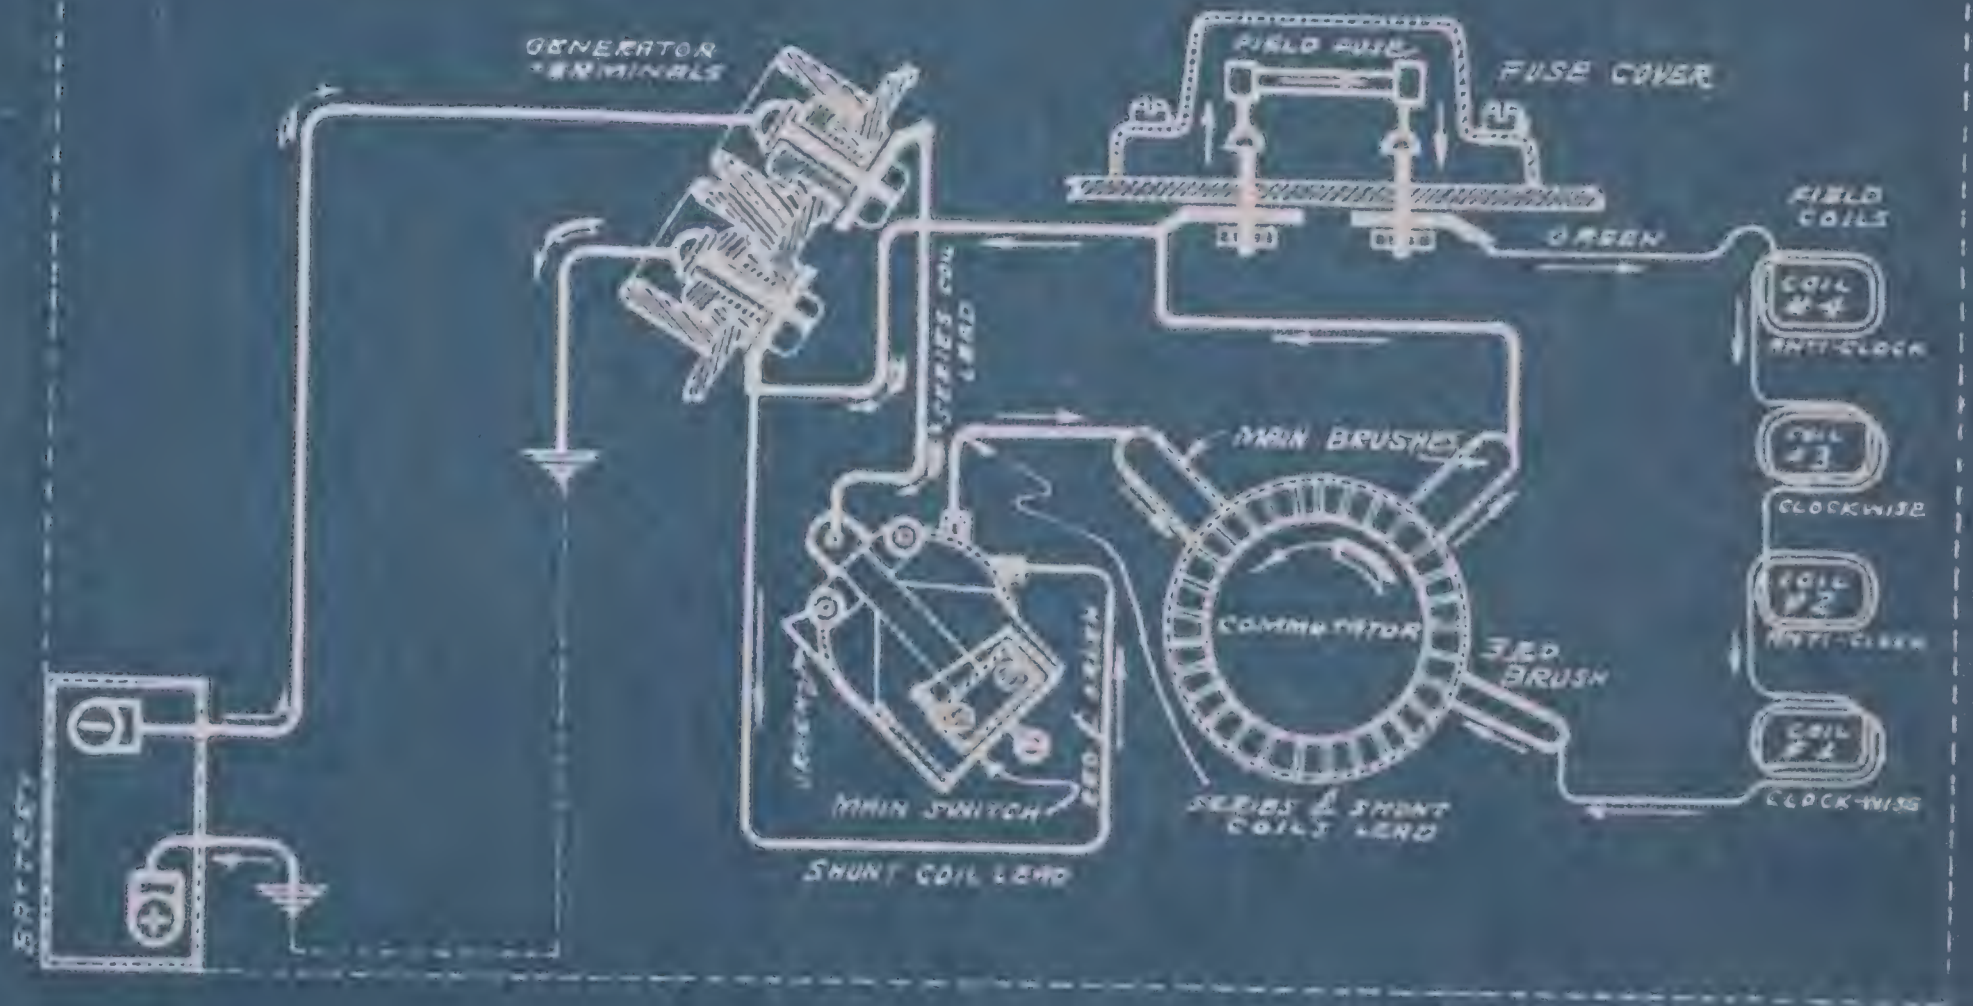 GENERATOR
TERMINALS
FIELD FUSE
FUSE COVER
FIELD
COILS
GREEN
COIL
#4
ANTI-CLOCK
SERIES COIL
LEAD
MAIN BRUSHES
COIL
#3
CLOCKWISE
COIL
#2
ANTI-CLOCK
COMMUTATOR
3RD
BRUSH
COIL
#1
CLOCK-WISE
MAIN SWITCH
SERIES & SHUNT
COILS LEAD
SHUNT COIL LEAD
BATTERY
−
+